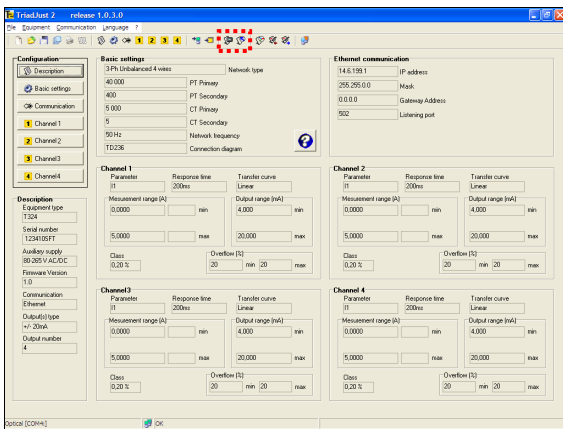 TriadJust 2 release 1.0.3.0
File Equipment Communication Language ?
1 2 3 4
Configuration
Description
Basic settings
Communication
1 Channel1
2 Channel2
3 Channel3
4 Channel4
Description
Equipment type
T324
Serial number
123410SFT
Auxiliary supply
80-265 V AC/DC
Firmware Version
1.0
Communication
Ethernet
Output(s) type
+/- 20mA
Output number
4
Basic settings
3-Ph Unbalanced 4 wires Network type
40 000 PT Primary
400 PT Secondary
5 000 CT Primary
5 CT Secondary
50 Hz Network frequency
TD236 Connection diagram
Ethernet communication
14.6.199.1 IP address
255.255.0.0 Mask
0.0.0.0 Gateway Address
502 Listening port
Channel 1
Parameter Response time Transfer curve
I1 200ms Linear
Mesurement range (A) Output range (mA)
0,0000 min 4,000 min
5,0000 max 20,000 max
Class Overflow (%)
0,20 % 20 min 20 max
Channel 2
Parameter Response time Transfer curve
I1 200ms Linear
Mesurement range (A) Output range (mA)
0,0000 min 4,000 min
5,0000 max 20,000 max
Class Overflow (%)
0,20 % 20 min 20 max
Channel3
Parameter Response time Transfer curve
I1 200ms Linear
Mesurement range (A) Output range (mA)
0,0000 min 4,000 min
5,0000 max 20,000 max
Class Overflow (%)
0,20 % 20 min 20 max
Channel 4
Parameter Response time Transfer curve
I1 200ms Linear
Mesurement range (A) Output range (mA)
0,0000 min 4,000 min
5,0000 max 20,000 max
Class Overflow (%)
0,20 % 20 min 20 max
Optical [COM4] OK